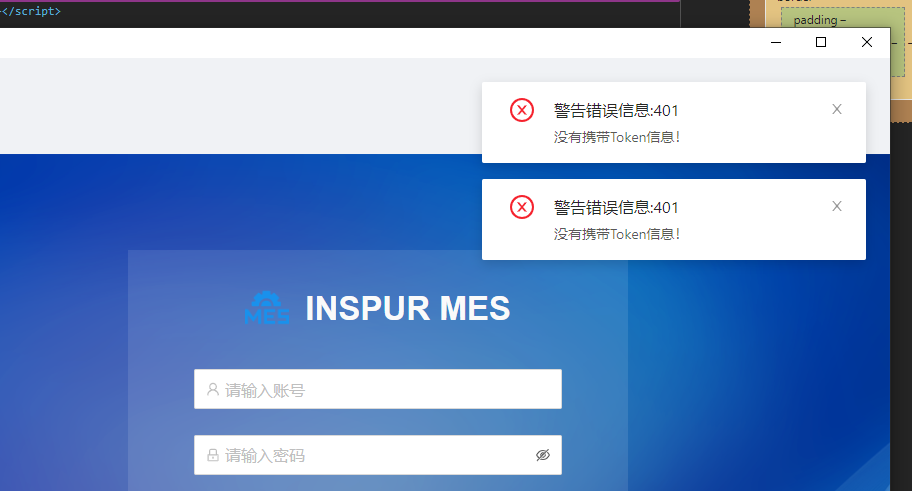 </script>
padding –
警告错误信息:401
没有携带Token信息!
警告错误信息:401
没有携带Token信息!
MES
INSPUR MES
请输入账号
请输入密码